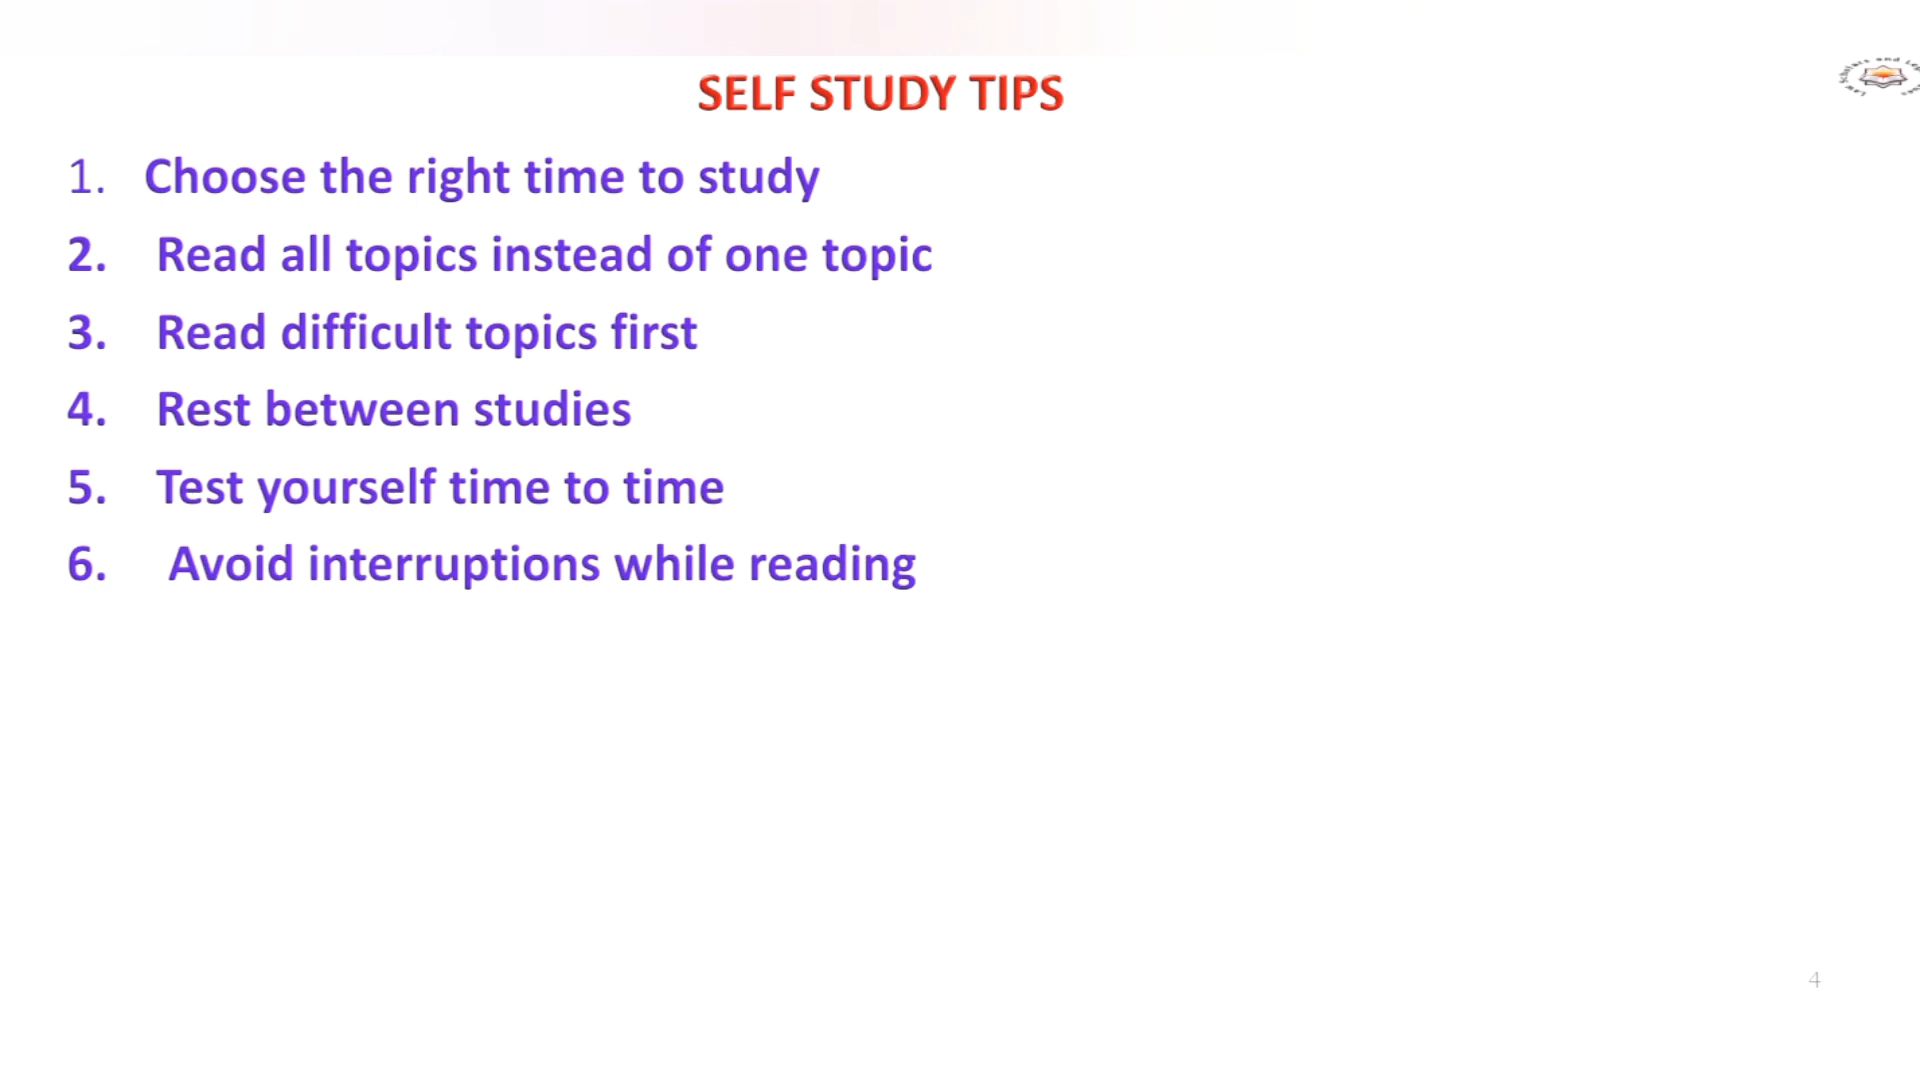 SELF STUDY TIPS
1. Choose the right time to study
2. Read all topics instead of one topic
3. Read difficult topics first
4. Rest between studies
5. Test yourself time to time
6. Avoid interruptions while reading
4